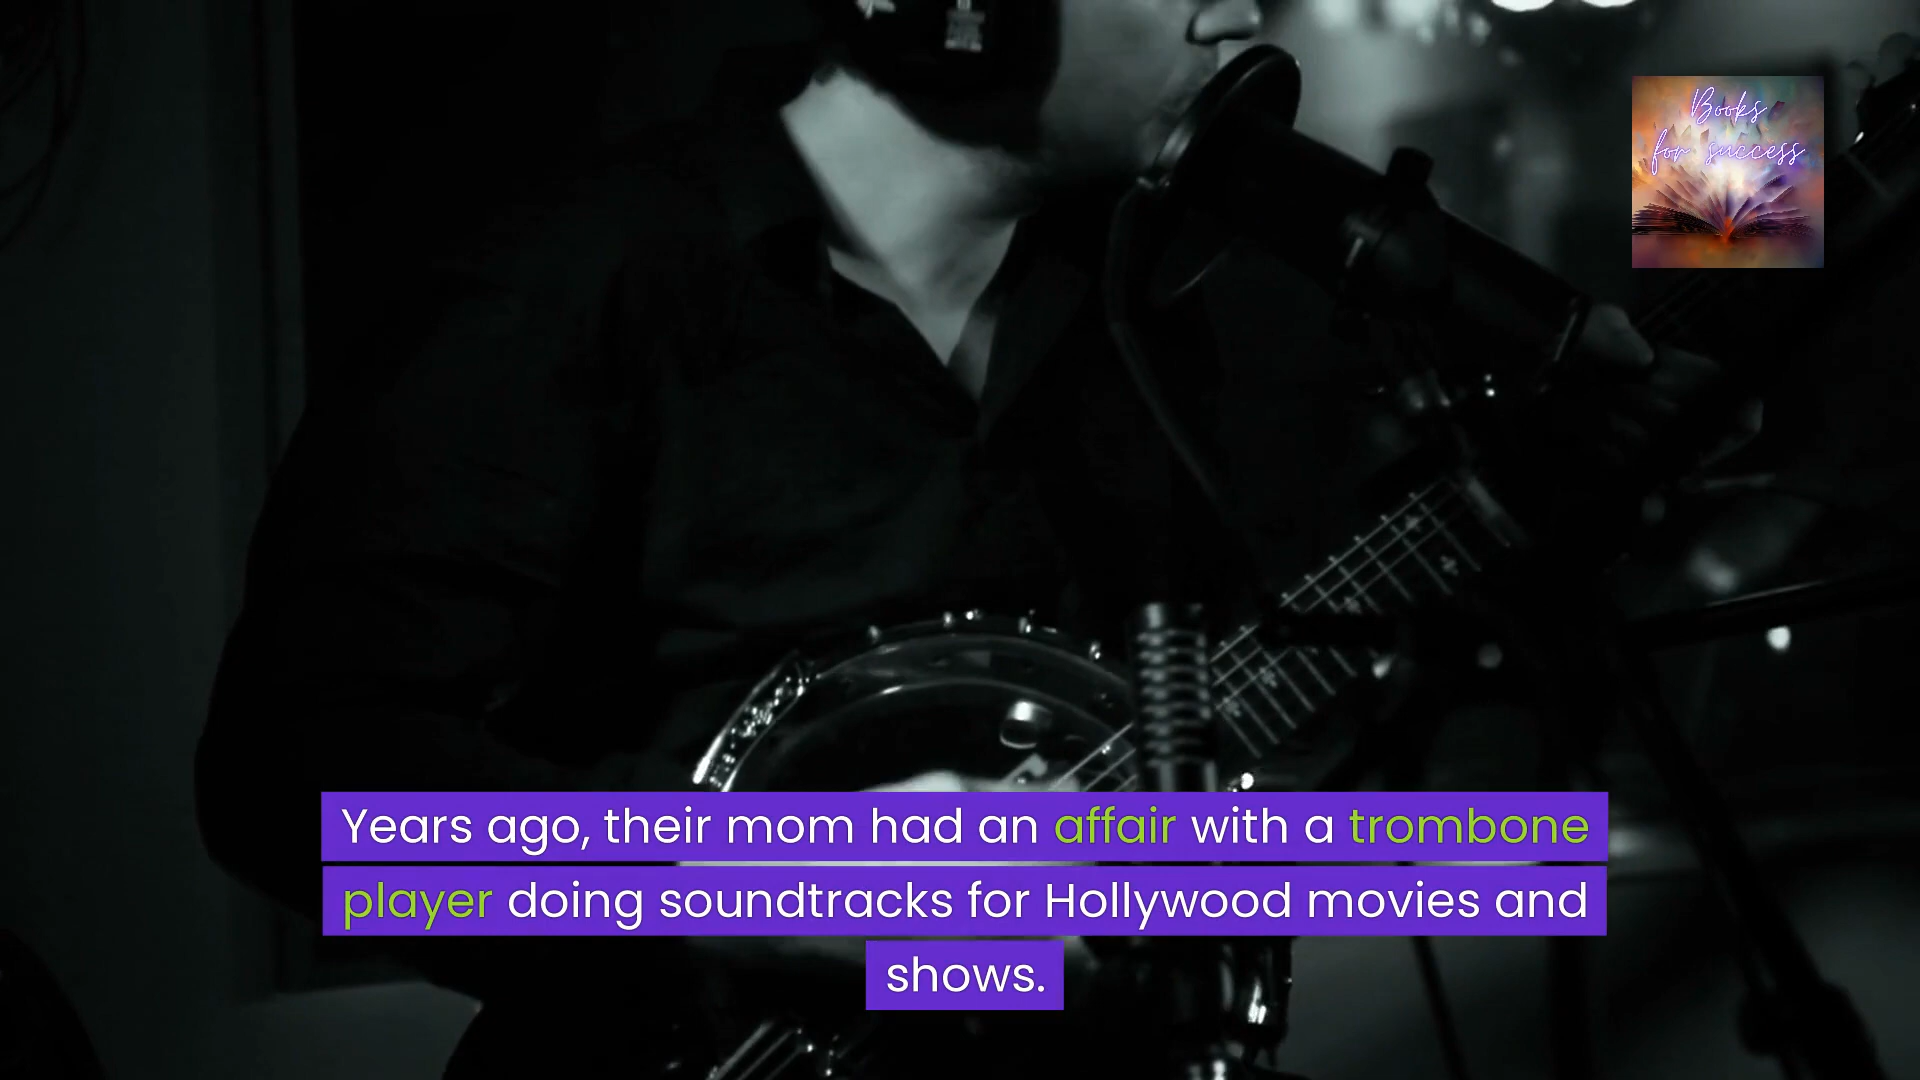 Books
for success
Years ago, their mom had an affair with a trombone
player doing soundtracks for Hollywood movies and
shows.